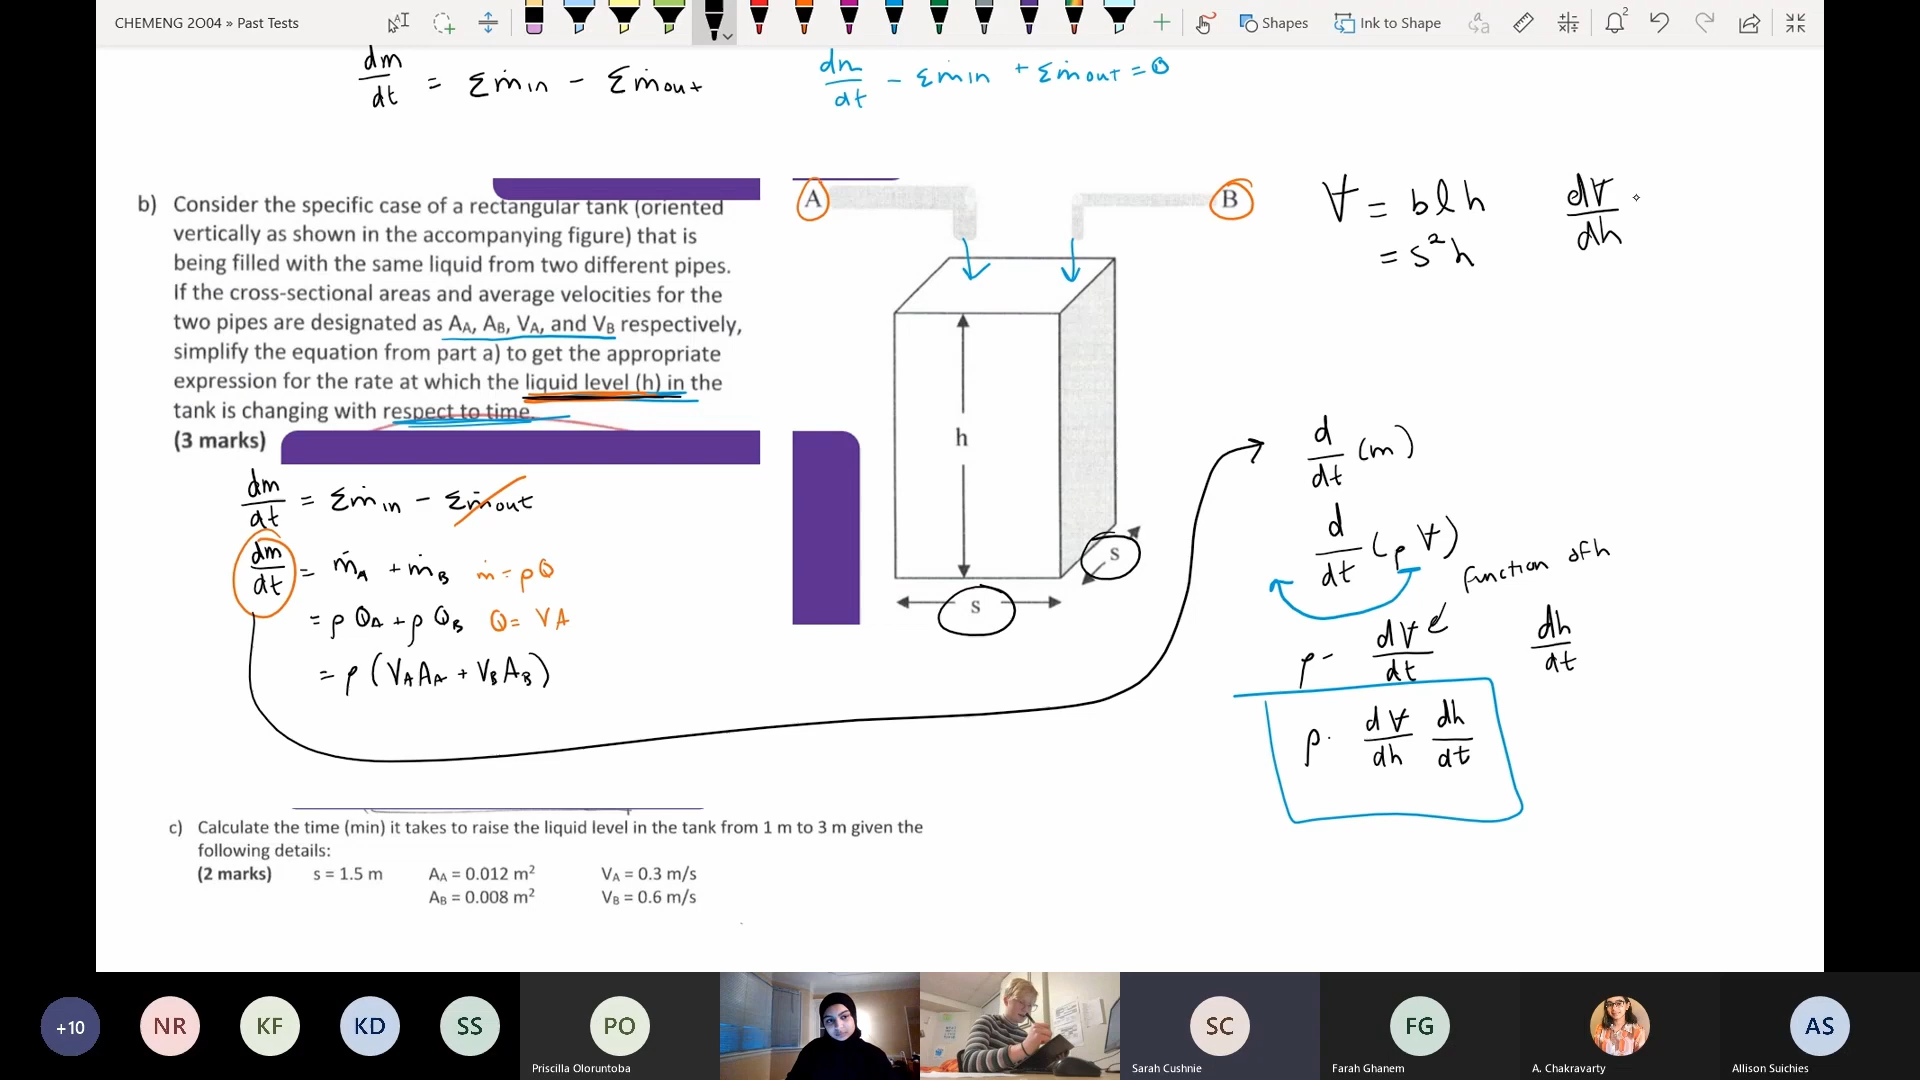 CHEMENG 2O04 » Past Tests
Shapes
Ink to Shape
2
dm/dt = Σṁin − Σṁout
dm/dt − Σṁin + Σṁout = 0
b) Consider the specific case of a rectangular tank (oriented
vertically as shown in the accompanying figure) that is
being filled with the same liquid from two different pipes.
If the cross-sectional areas and average velocities for the
two pipes are designated as AA, AB, VA, and VB respectively,
simplify the equation from part a) to get the appropriate
expression for the rate at which the liquid level (h) in the
tank is changing with respect to time.
(3 marks)
A
B
h
s
s
V = blh
= s²h
dV/dh
dm/dt = Σṁin − Σṁout
dm/dt = ṁA + ṁB
ṁ = ρQ
= ρQA + ρQB
Q = VA
= ρ(VAAA + VBAB)
d/dt (m)
d/dt (ρV)
function of h
ρ · dV/dt
dh/dt
ρ · dV/dh dh/dt
c) Calculate the time (min) it takes to raise the liquid level in the tank from 1 m to 3 m given the
following details:
(2 marks) s = 1.5 m AA = 0.012 m² VA = 0.3 m/s
AB = 0.008 m² VB = 0.6 m/s
+10
NR
KF
KD
SS
PO
Priscilla Oloruntoba
SC
Sarah Cushnie
FG
Farah Ghanem
A. Chakravarty
AS
Allison Suichies